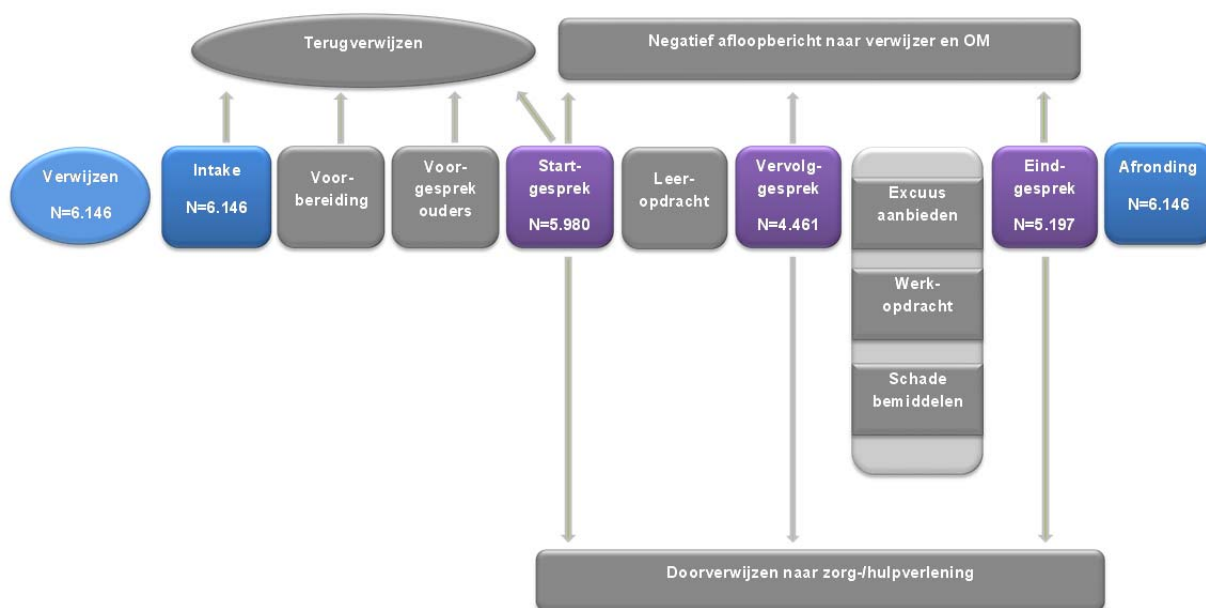 Terugverwijzen
Negatief afloopbericht naar verwijzer en OM
Verwijzen
N=6.146
Intake
N=6.146
Voor-
bereiding
Voor-
gesprek
ouders
Start-
gesprek
N=5.980
Leer-
opdracht
Vervolg-
gesprek
N=4.461
Excuus
aanbieden
Werk-
opdracht
Schade
bemiddelen
Eind-
gesprek
N=5.197
Afronding
N=6.146
Doorverwijzen naar zorg-/hulpverlening